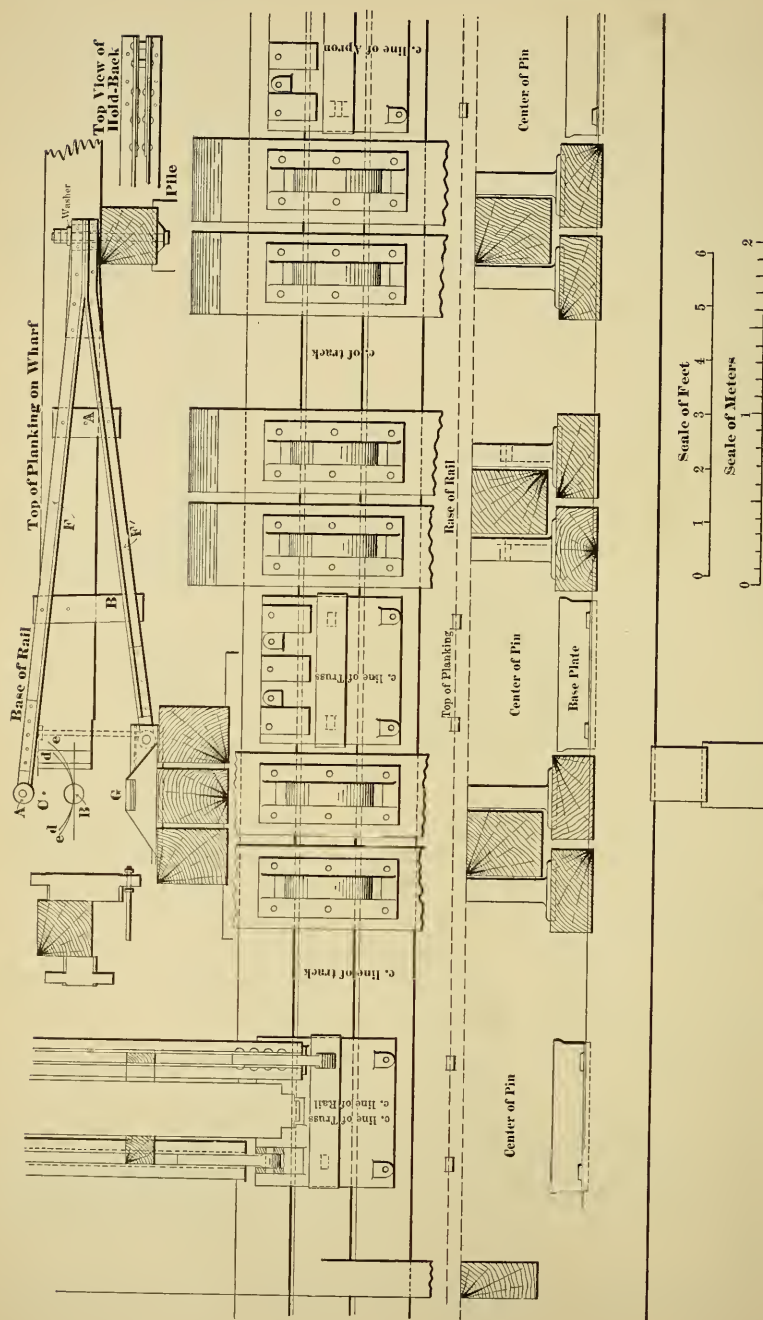 Top View of
Hold-Back
Washer
Pile
Top of Planking on Wharf
A
F
F'
B
Base of Rail
A
C
B
d
e
d
e
G
c. line of Apron
c. of track
c. line of Truss
c. line of track
c. line of Rail
c. line of Truss
Base of Rail
Top of Planking
Center of Pin
Center of Pin
Base Plate
Center of Pin
Scale of Feet
0 1 2 3 4 5 6
Scale of Meters
0 1 2